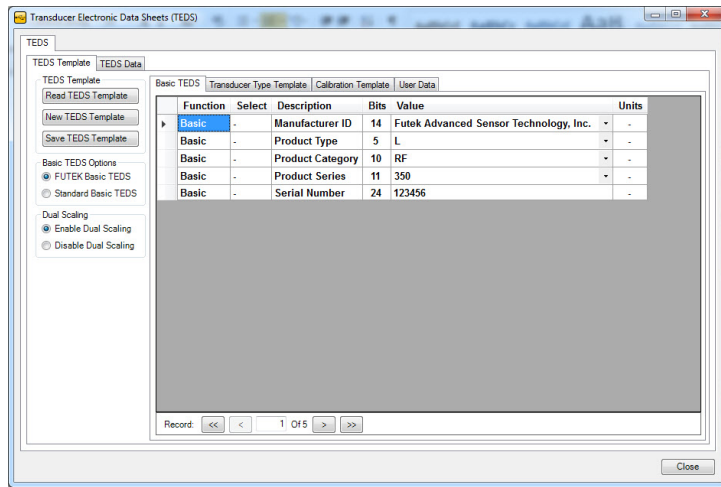 Transducer Electronic Data Sheets (TEDS)
TEDS
TEDS Template TEDS Data
TEDS Template
Read TEDS Template
New TEDS Template
Save TEDS Template
Basic TEDS Options
FUTEK Basic TEDS
Standard Basic TEDS
Dual Scaling
Enable Dual Scaling
Disable Dual Scaling
Basic TEDS Transducer Type Template Calibration Template User Data
Function Select Description Bits Value Units
Basic - Manufacturer ID 14 Futek Advanced Sensor Technology, Inc. -
Basic - Product Type 5 L -
Basic - Product Category 10 RF -
Basic - Product Series 11 350 -
Basic - Serial Number 24 123456 -
Record: << < 1 Of 5 > >>
Close